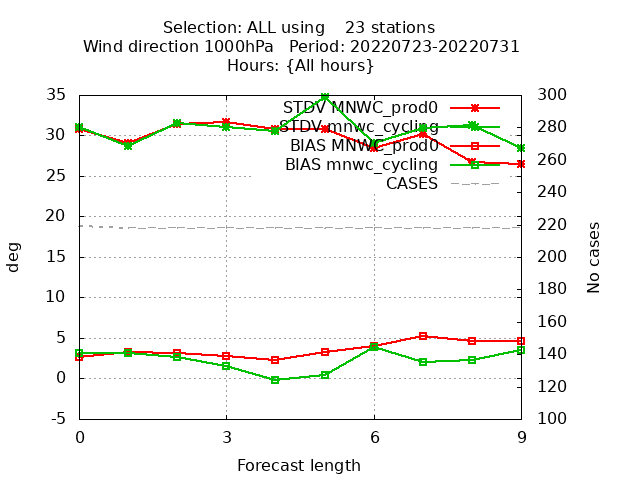 Selection: ALL using    23 stations
Wind direction 1000hPa   Period: 20220723-20220731
Hours: {All hours}
STDV MNWC_prod0
STDV mnwc_cycling
BIAS MNWC_prod0
BIAS mnwc_cycling
CASES
35
30
25
20
15
10
5
0
-5
deg
300
280
260
240
220
200
180
160
140
120
100
No cases
0
3
6
9
Forecast length